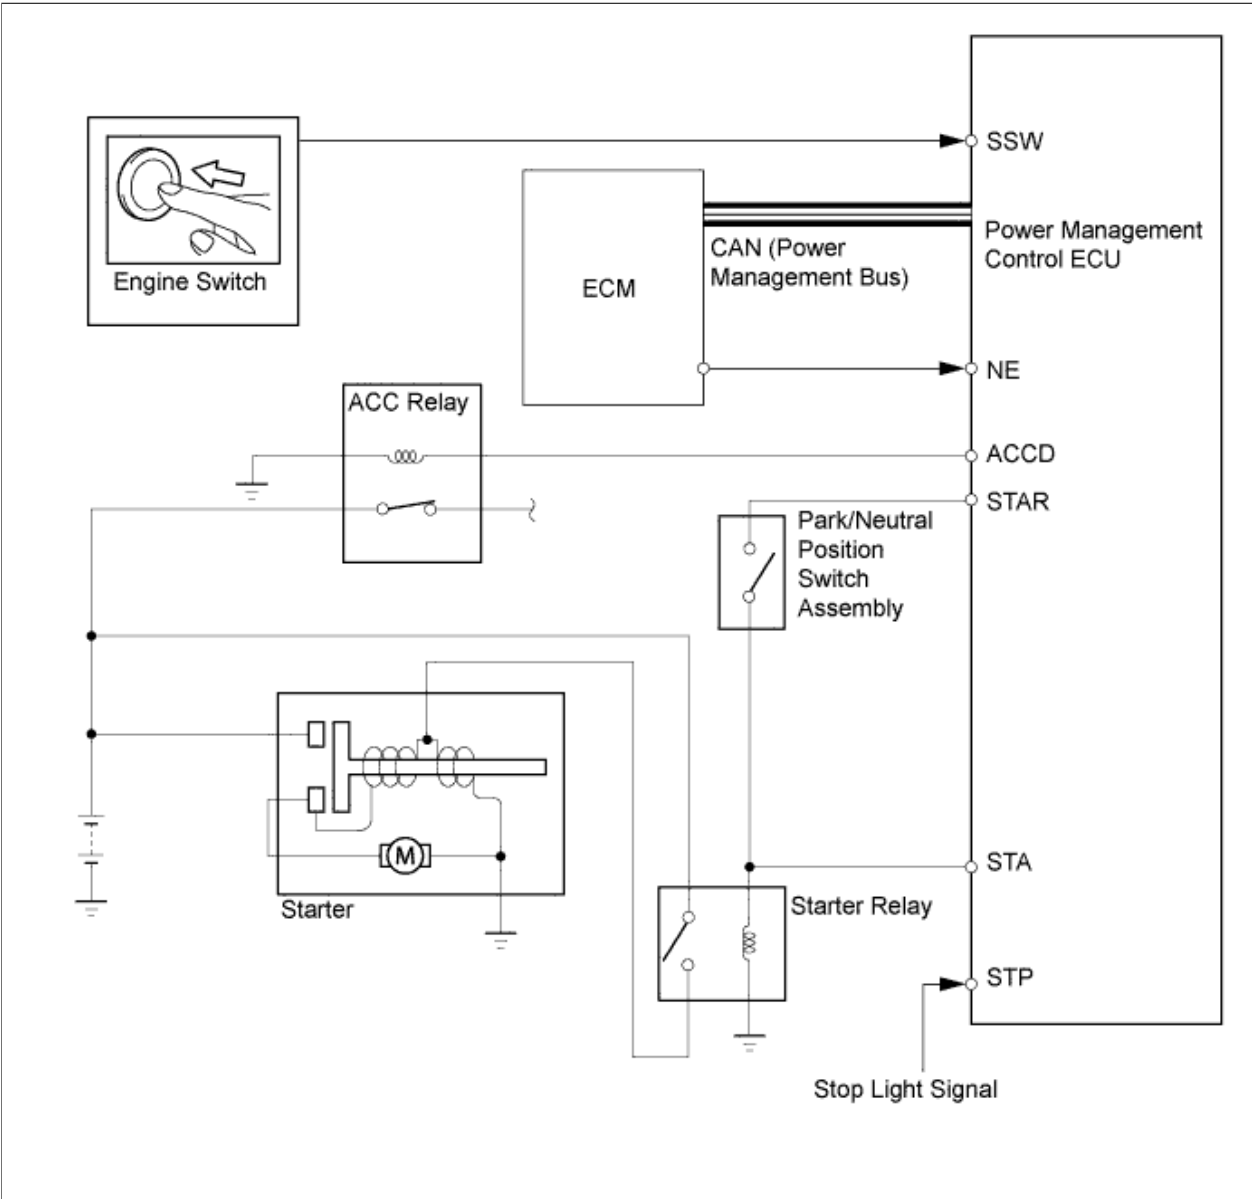 SSW
Engine Switch
ECM
CAN (Power
Management Bus)
Power Management
Control ECU
NE
ACC Relay
ACCD
STAR
Park/Neutral
Position
Switch
Assembly
M
Starter
STA
Starter Relay
STP
Stop Light Signal